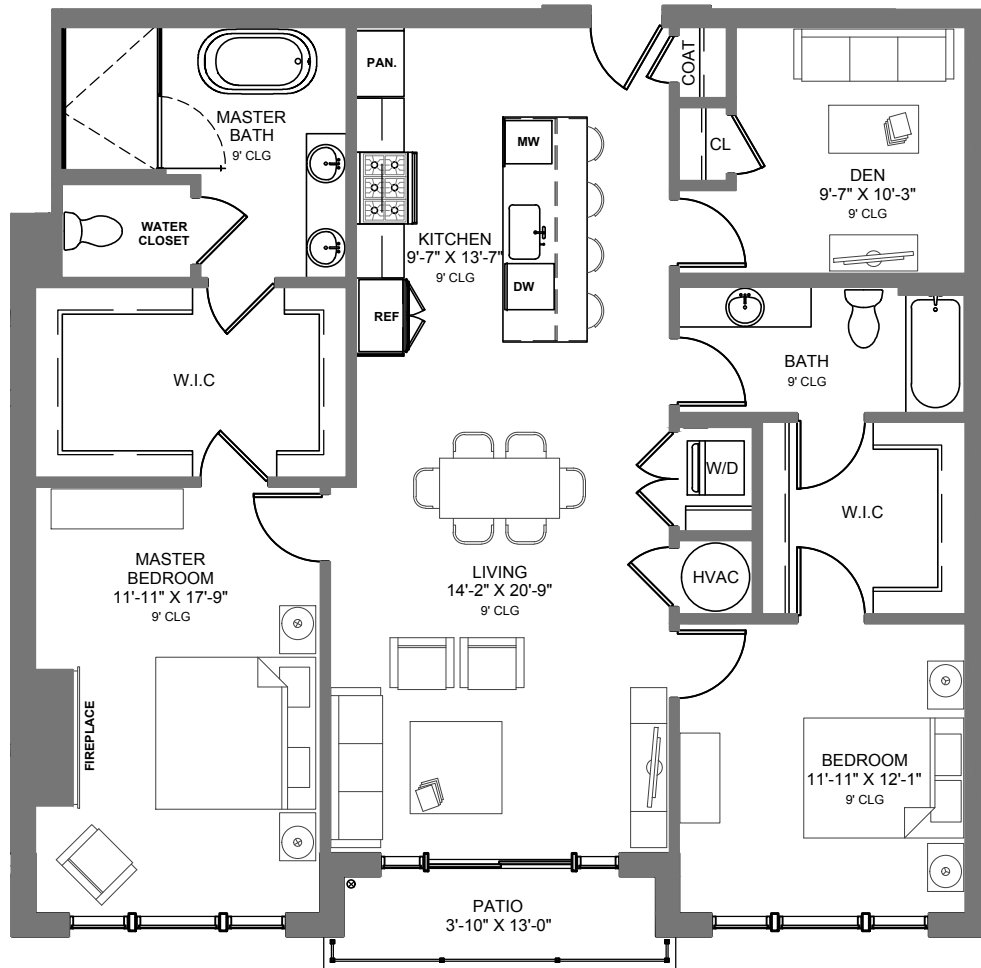 PAN.
COAT
MASTER
BATH
9' CLG
MW
CL
DEN
9'-7" X 10'-3"
9' CLG
WATER
CLOSET
KITCHEN
9'-7" X 13'-7"
9' CLG
DW
REF
BATH
9' CLG
W.I.C
W/D
W.I.C
MASTER
BEDROOM
11'-11" X 17'-9"
9' CLG
LIVING
14'-2" X 20'-9"
9' CLG
HVAC
FIREPLACE
BEDROOM
11'-11" X 12'-1"
9' CLG
PATIO
3'-10" X 13'-0"